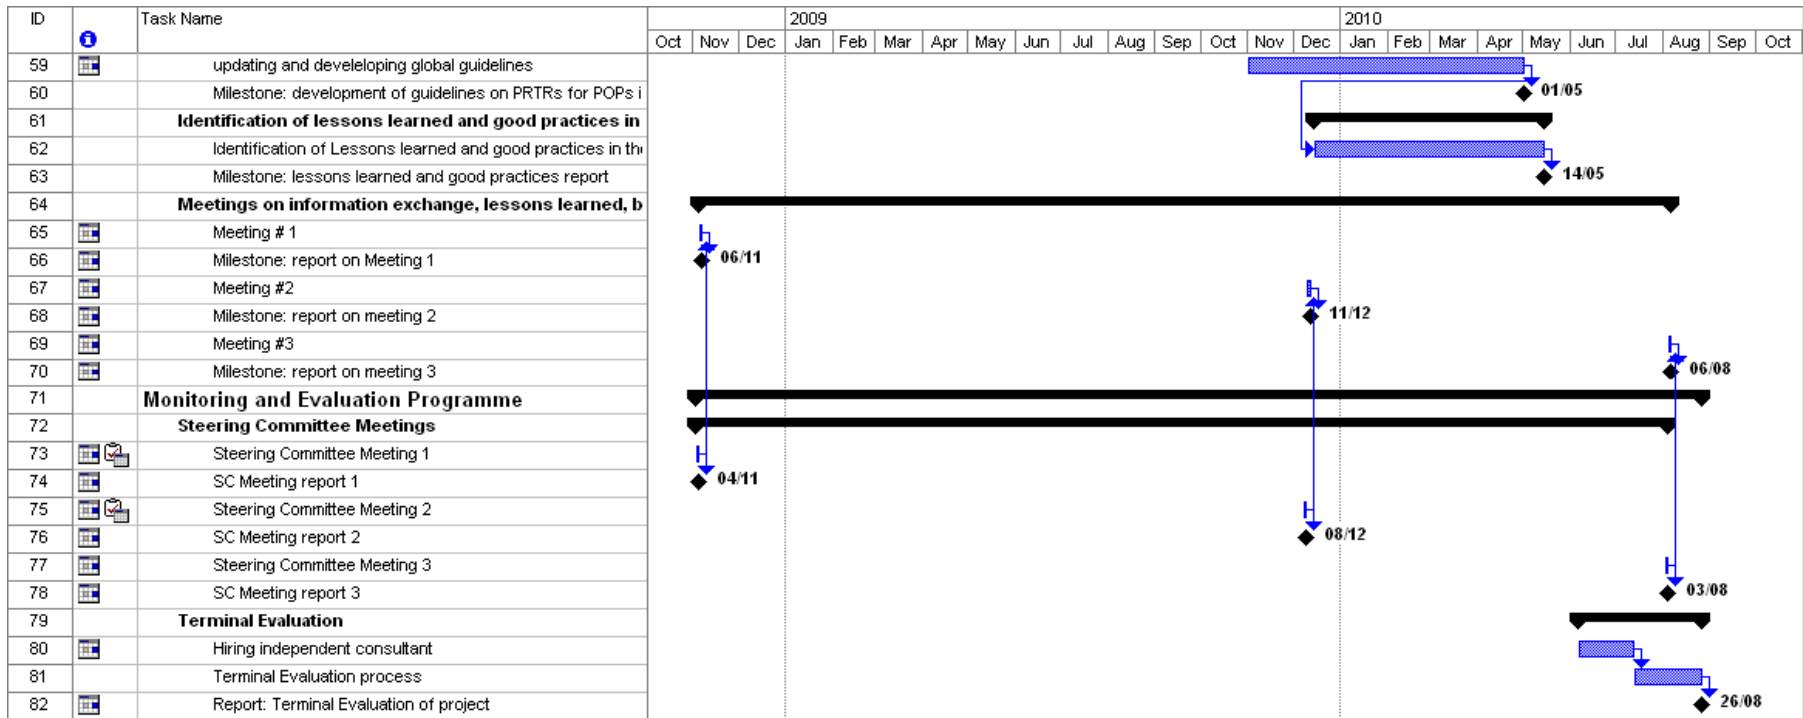 ID Task Name 2009 2010
Oct Nov Dec Jan Feb Mar Apr May Jun Jul Aug Sep Oct Nov Dec Jan Feb Mar Apr May Jun Jul Aug Sep Oct
59 updating and develeloping global guidelines
60 Milestone: development of guidelines on PRTRs for POPs i 01/05
61 Identification of lessons learned and good practices in
62 Identification of Lessons learned and good practices in the
63 Milestone: lessons learned and good practices report 14/05
64 Meetings on information exchange, lessons learned, b
65 Meeting # 1
66 Milestone: report on Meeting 1 06/11
67 Meeting #2
68 Milestone: report on meeting 2 11/12
69 Meeting #3
70 Milestone: report on meeting 3 06/08
71 Monitoring and Evaluation Programme
72 Steering Committee Meetings
73 Steering Committee Meeting 1
74 SC Meeting report 1 04/11
75 Steering Committee Meeting 2
76 SC Meeting report 2 08/12
77 Steering Committee Meeting 3
78 SC Meeting report 3 03/08
79 Terminal Evaluation
80 Hiring independent consultant
81 Terminal Evaluation process
82 Report: Terminal Evaluation of project 26/08